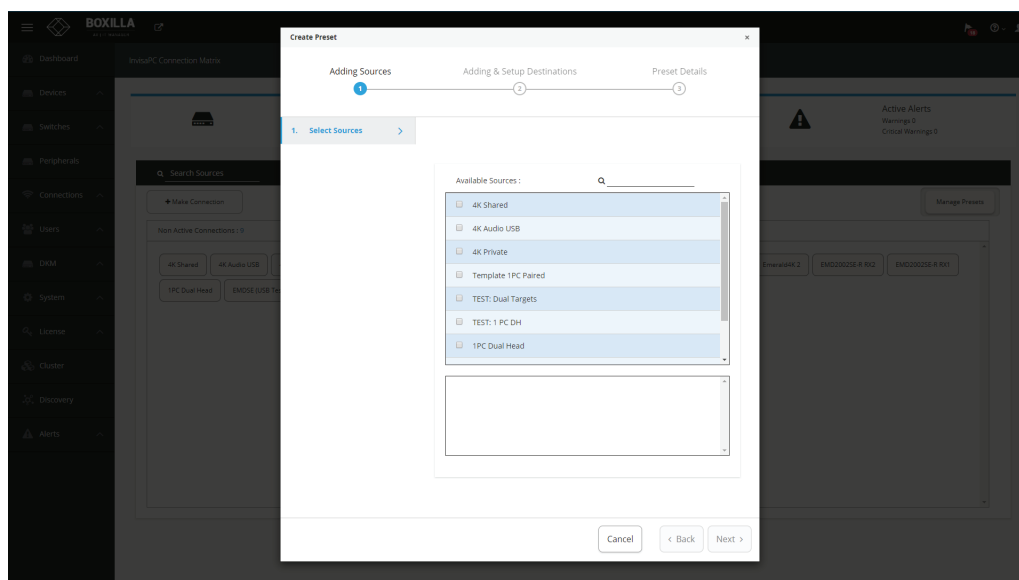 BOXILLA
Create Preset
×
Dashboard
InvisaPC Connection Matrix
Adding Sources
Adding & Setup Destinations
Preset Details
1
2
3
Devices
Active Alerts
Warnings 0
Critical Warnings 0
Switches
1. Select Sources
Peripherals
Search Sources
Available Sources :
Connections
+ Make Connection
Manage Presets
4K Shared
Users
Non Active Connections :
4K Audio USB
4K Private
DKM
4K Shared
4K Audio USB
Emerald4K 2
EMD2002SE-R RX2
EMD2002SE-R RX1
Template 1PC Paired
System
1PC Dual Head
EMDSE (USB Te
TEST: Dual Targets
License
TEST: 1 PC DH
1PC Dual Head
Cluster
Discovery
Alerts
Cancel
< Back
Next >